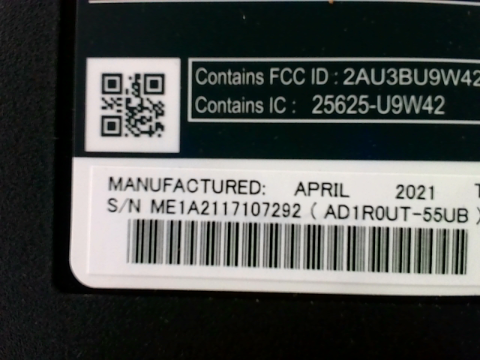 Contains FCC ID : 2AU3BU9W42
Contains IC : 25625-U9W42
MANUFACTURED: APRIL 2021 T
S/N ME1A2117107292 ( AD1R0UT-55UB )